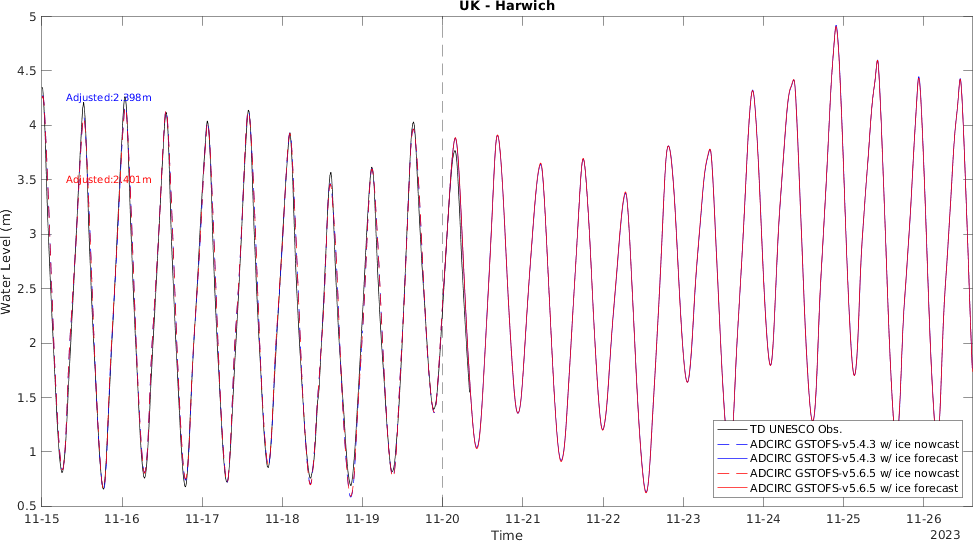 UK - Harwich
5
4.5
4
3.5
3
2.5
2
1.5
1
0.5
Water Level (m)
Adjusted:2.398m
Adjusted:2.401m
TD UNESCO Obs.
ADCIRC GSTOFS-v5.4.3 w/ ice nowcast
ADCIRC GSTOFS-v5.4.3 w/ ice forecast
ADCIRC GSTOFS-v5.6.5 w/ ice nowcast
ADCIRC GSTOFS-v5.6.5 w/ ice forecast
11-15 11-16 11-17 11-18 11-19 11-20 11-21 11-22 11-23 11-24 11-25 11-26
2023
Time